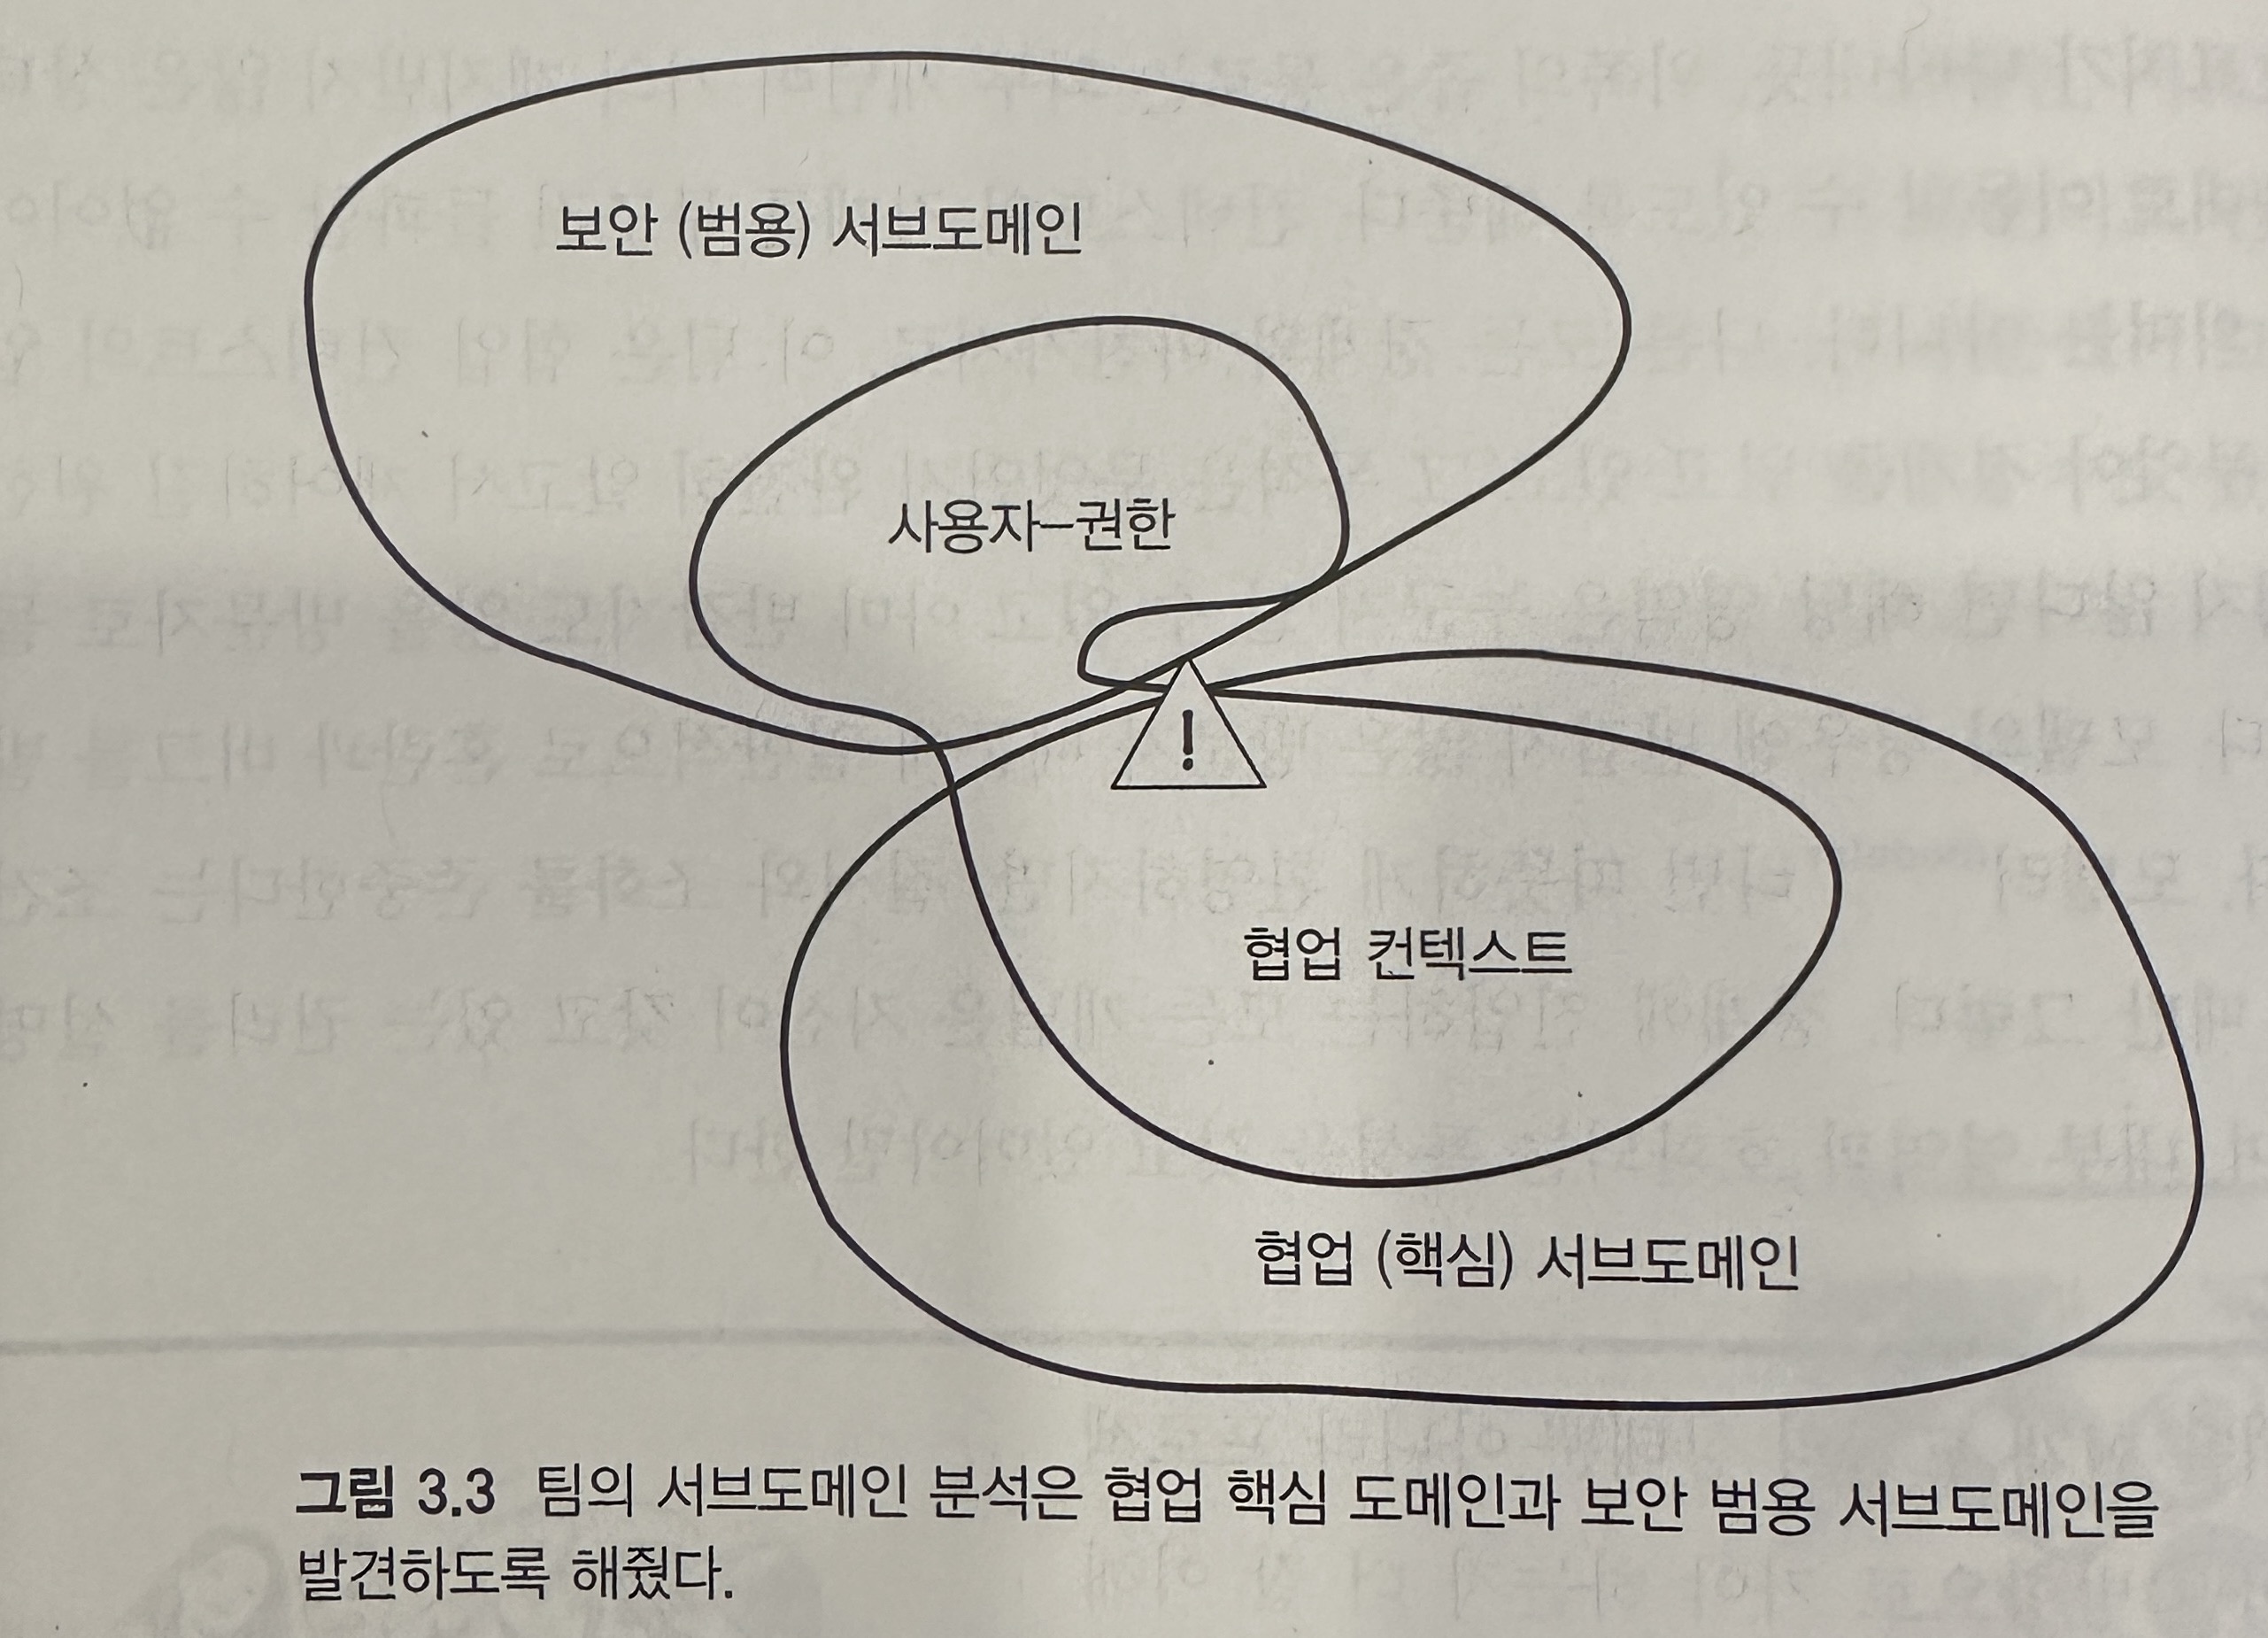 보안 (범용) 서브도메인
사용자-권한
!
협업 컨텍스트
협업 (핵심) 서브도메인
그림 3.3 팀의 서브도메인 분석은 협업 핵심 도메인과 보안 범용 서브도메인을
발견하도록 해줬다.